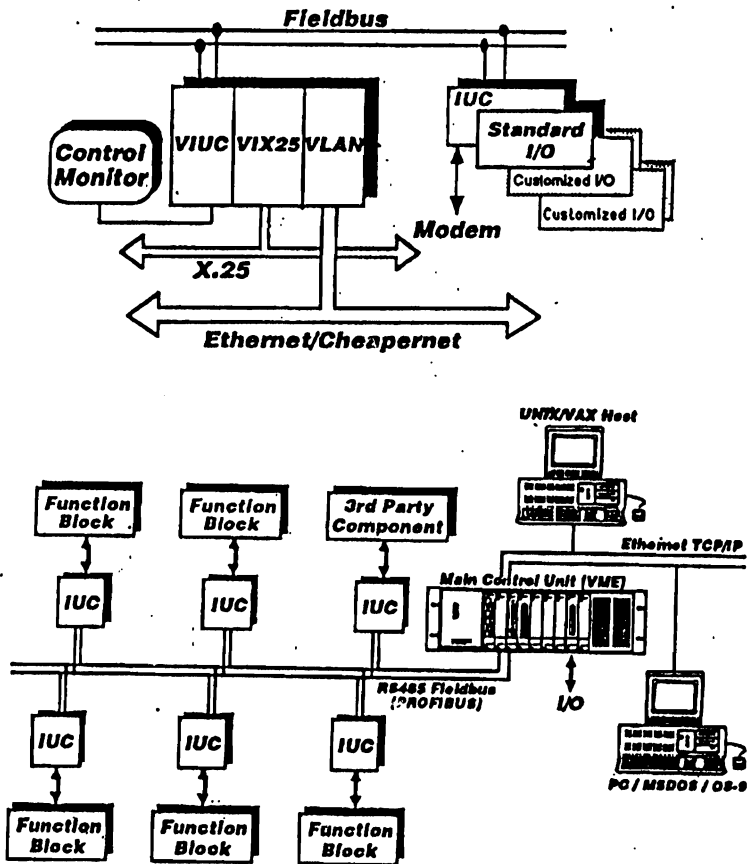 Fieldbus
VIUC VIX25 VLAN
Control
Monitor
IUC
Standard
I/O
Customized I/O
Customized I/O
Modem
X.25
Ethernet/Cheapernet
UNIX/VAX Host
Function
Block
Function
Block
3rd Party
Component
Ethernet TCP/IP
Main Control Unit (VME)
IUC
IUC
IUC
RS485 Fieldbus
(PROFIBUS)
I/O
IUC
IUC
IUC
PC / MSDOS / OS-9
Function
Block
Function
Block
Function
Block